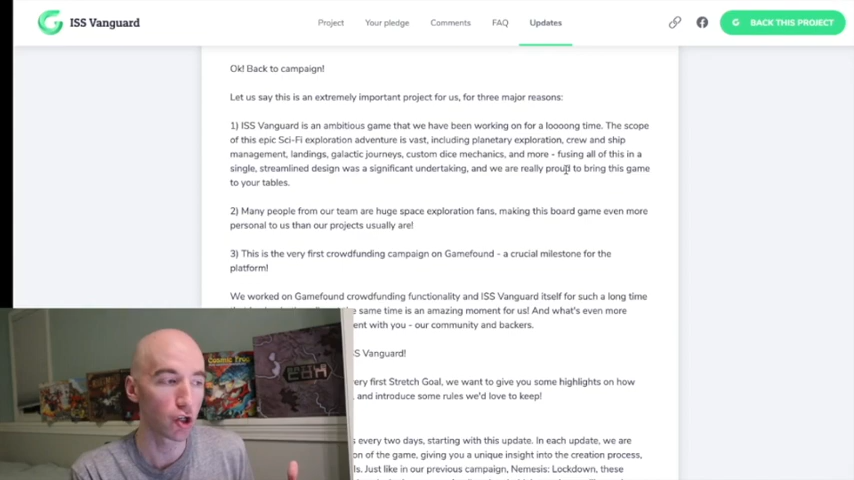 ISS Vanguard
Project
Your pledge
Comments
FAQ
Updates
G BACK THIS PROJECT
Ok! Back to campaign!
Let us say this is an extremely important project for us, for three major reasons:
1) ISS Vanguard is an ambitious game that we have been working on for a loooong time. The scope
of this epic Sci-Fi exploration adventure is vast, including planetary exploration, crew and ship
management, landings, galactic journeys, custom dice mechanics, and more - fusing all of this in a
single, streamlined design was a significant undertaking, and we are really proud to bring this game
to your tables.
2) Many people from our team are huge space exploration fans, making this board game even more
personal to us than our projects usually are!
3) This is the very first crowdfunding campaign on Gamefound - a crucial milestone for the
platform!
We worked on Gamefound crowdfunding functionality and ISS Vanguard itself for such a long time
same time is an amazing moment for us! And what's even more
ent with you - our community and backers.
S Vanguard!
ery first Stretch Goal, we want to give you some highlights on how
, and introduce some rules we'd love to keep!
s every two days, starting with this update. In each update, we are
on of the game, giving you a unique insight into the creation process,
ls. Just like in our previous campaign, Nemesis: Lockdown, these
Cosmic Frog